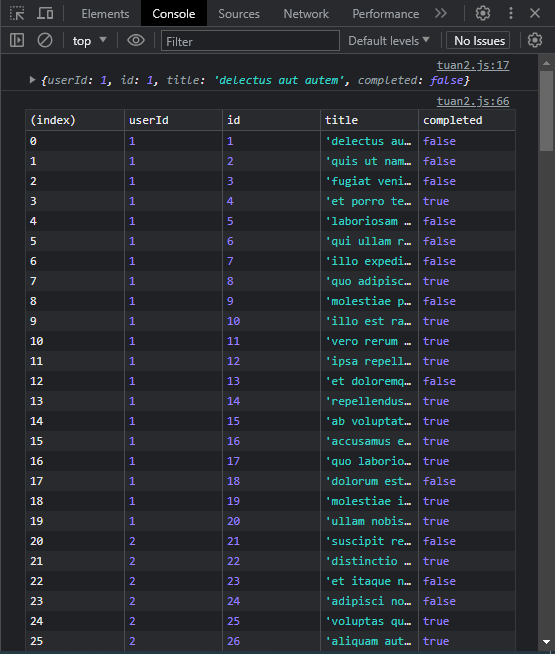 Elements Console Sources Network Performance
top Filter Default levels No Issues
tuan2.js:17
{userId: 1, id: 1, title: 'delectus aut autem', completed: false}
tuan2.js:66
(index) userId id title completed
0 1 1 'delectus au… false
1 1 2 'quis ut nam… false
2 1 3 'fugiat veni… false
3 1 4 'et porro te… true
4 1 5 'laboriosam … false
5 1 6 'qui ullam r… false
6 1 7 'illo expedi… false
7 1 8 'quo adipisc… true
8 1 9 'molestiae p… false
9 1 10 'illo est ra… true
10 1 11 'vero rerum … true
11 1 12 'ipsa repell… true
12 1 13 'et doloremq… false
13 1 14 'repellendus… true
14 1 15 'ab voluptat… true
15 1 16 'accusamus e… true
16 1 17 'quo laborio… true
17 1 18 'dolorum est… false
18 1 19 'molestiae i… true
19 1 20 'ullam nobis… true
20 2 21 'suscipit re… false
21 2 22 'distinctio … true
22 2 23 'et itaque n… false
23 2 24 'adipisci no… false
24 2 25 'voluptas qu… true
25 2 26 'aliquam aut… true